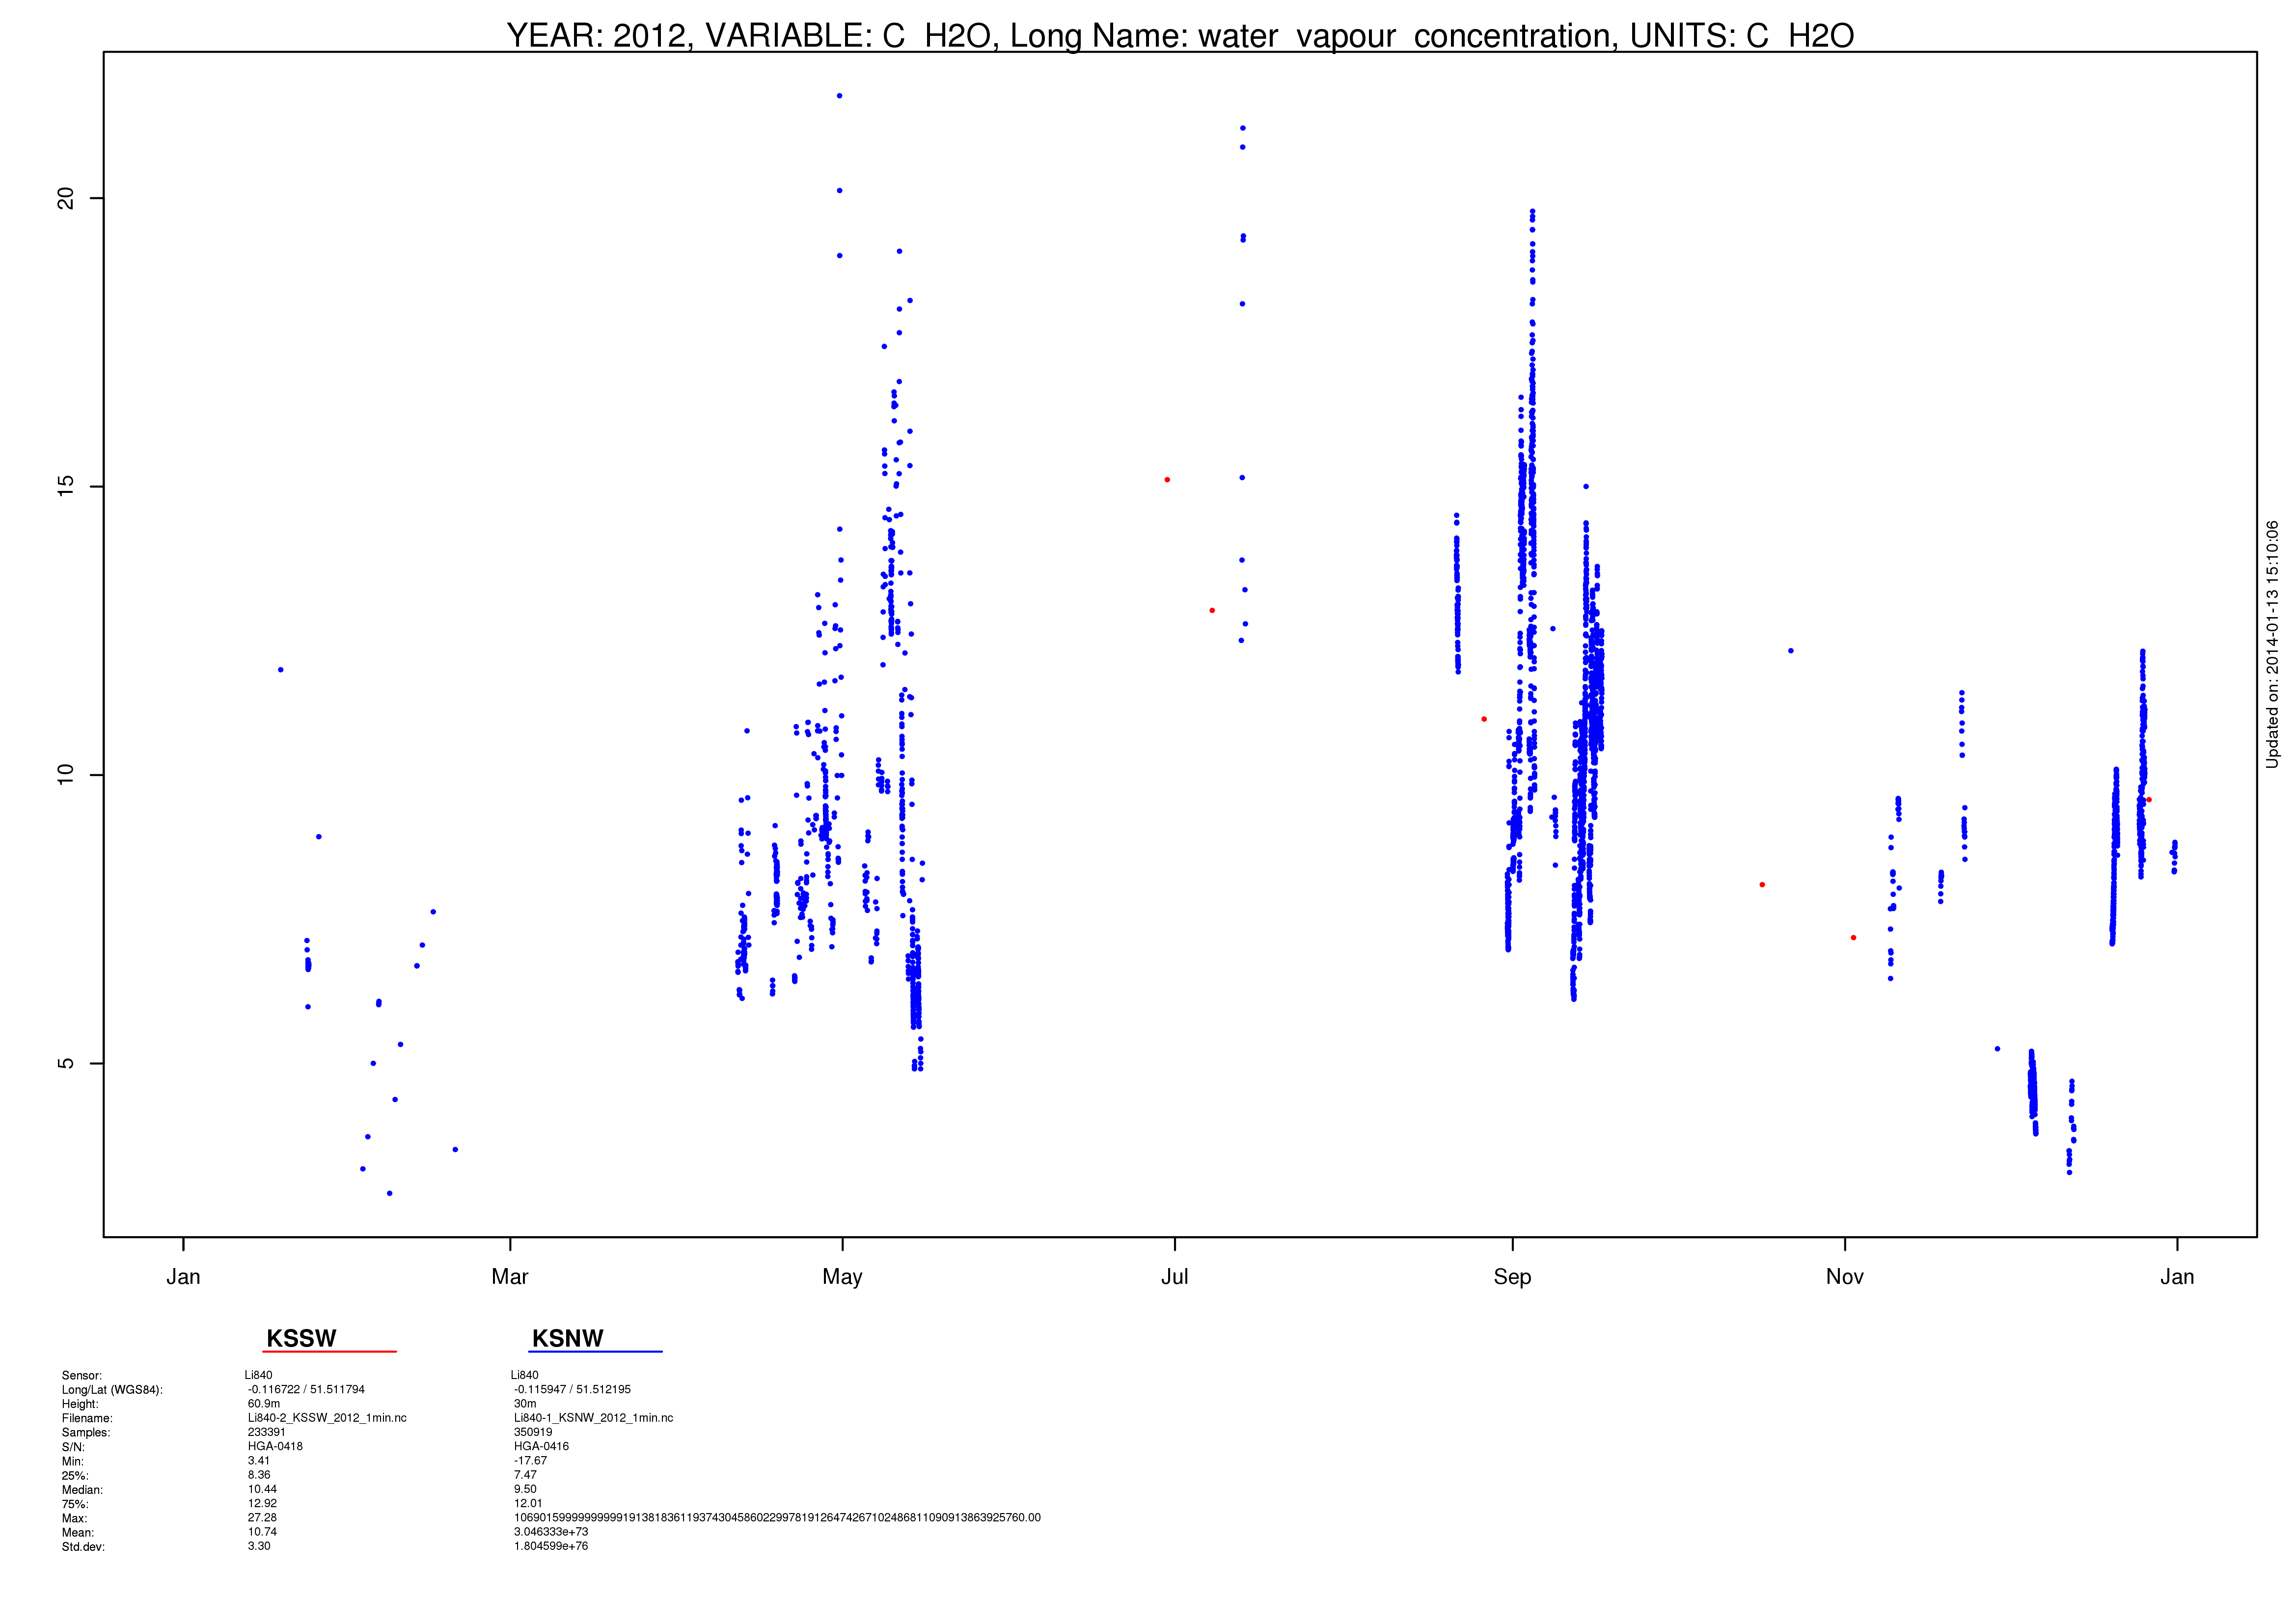 YEAR: 2012, VARIABLE: C H2O, Long Name: water vapour concentration, UNITS: C H2O
20
15
10
5
Updated on: 2014-01-13 15:10:06
Jan Mar May Jul Sep Nov Jan
KSSW KSNW
Sensor: Li840 Li840
Long/Lat (WGS84): -0.116722 / 51.511794 -0.115947 / 51.512195
Height: 60.9m 30m
Filename: Li840-2_KSSW_2012_1min.nc Li840-1_KSNW_2012_1min.nc
Samples: 233391 350919
S/N: HGA-0418 HGA-0416
Min: 3.41 -17.67
25%: 8.36 7.47
Median: 10.44 9.50
75%: 12.92 12.01
Max: 27.28
Mean: 10.74 3.046333e+73
Std.dev: 3.30 1.804599e+76